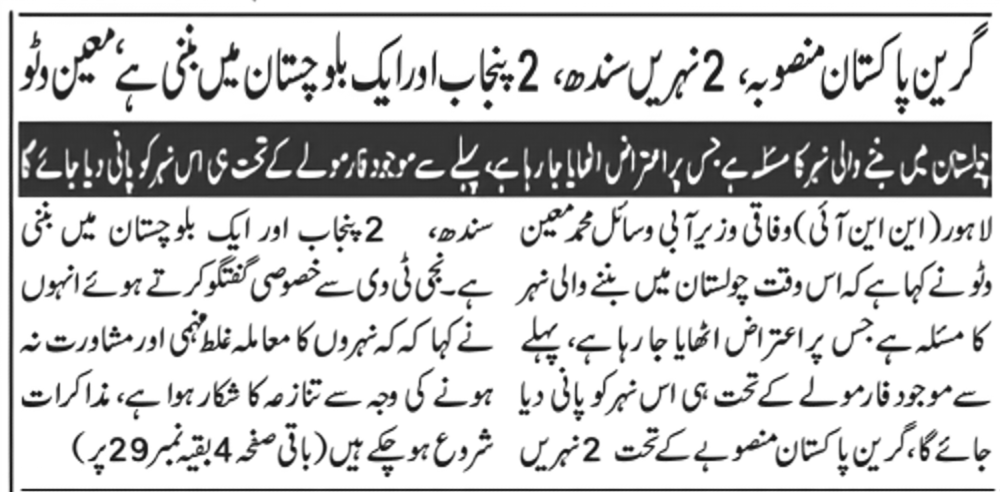 گرین پاکستان منصوبہ، 2 نہریں سندھ، 2 پنجاب اور ایک بلوچستان میں بننی ہے، معین وٹو
چولستان میں بننے والی نہر کا مسئلہ ہے جس پر اعتراض اٹھایا جا رہا ہے، پہلے سے موجود فارمولے کے تحت ہی اس نہر کو پانی دیا جائے گا
لاہور (این این آئی) وفاقی وزیر آبی وسائل محمد معین
وٹو نے کہا ہے کہ اس وقت چولستان میں بننے والی نہر
کا مسئلہ ہے جس پر اعتراض اٹھایا جا رہا ہے، پہلے
سے موجود فارمولے کے تحت ہی اس نہر کو پانی دیا
جائے گا، گرین پاکستان منصوبے کے تحت 2 نہریں
سندھ، 2 پنجاب اور ایک بلوچستان میں بننی
ہے۔ نجی ٹی وی سے خصوصی گفتگو کرتے ہوئے انہوں
نے کہا کہ کہ نہروں کا معاملہ غلط فہمی اور مشاورت نہ
ہونے کی وجہ سے تنازعہ کا شکار ہوا ہے، مذاکرات
شروع ہو چکے ہیں (باقی صفحہ 4 بقیہ نمبر 29 پر)